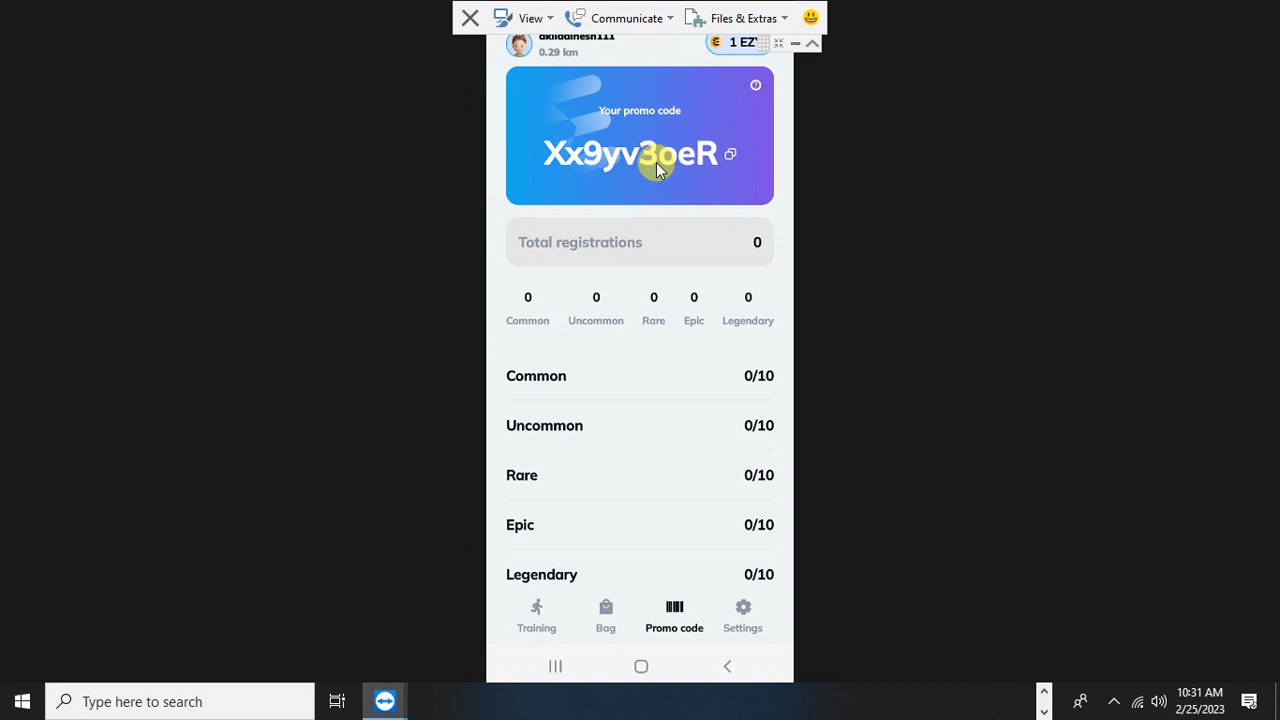 View Communicate Files & Extras
akiladinesh111
0.29 km
1 EZY
Your promo code
Xx9yv3oeR
Total registrations 0
0 0 0 0 0
Common Uncommon Rare Epic Legendary
Common 0/10
Uncommon 0/10
Rare 0/10
Epic 0/10
Legendary 0/10
Training Bag Promo code Settings
Type here to search
10:31 AM
2/25/2023